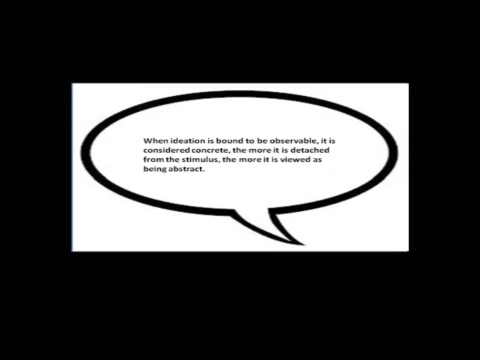 When ideation is bound to be observable, it is
considered concrete, the more it is detached
from the stimulus, the more it is viewed as
being abstract.